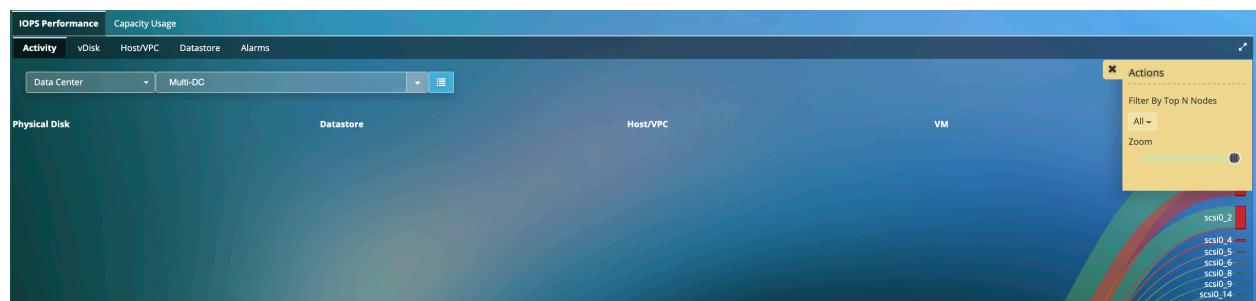 IOPS Performance Capacity Usage
Activity vDisk Host/VPC Datastore Alarms
Data Center Multi-DC
Actions
Filter By Top N Nodes
All
Zoom
Physical Disk Datastore Host/VPC VM
scsi0_2
scsi0_4
scsi0_5
scsi0_6
scsi0_8
scsi0_9
scsi0_14